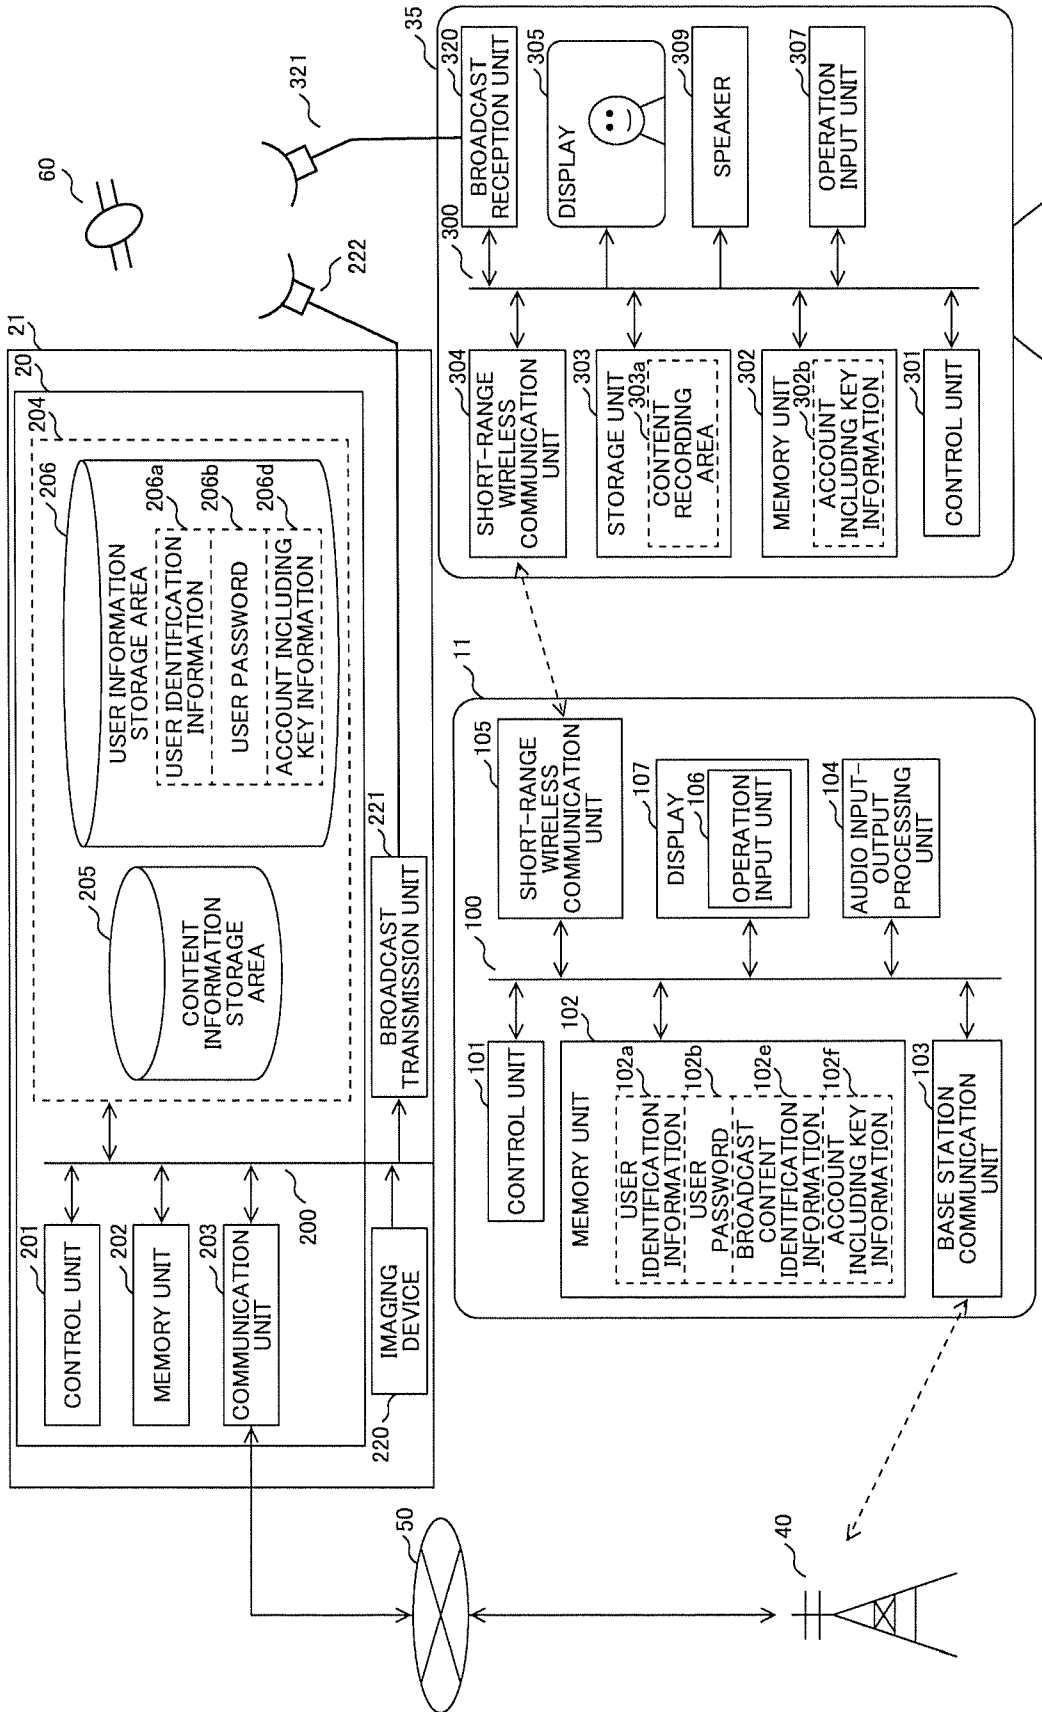 21
20
201
CONTROL UNIT
202
MEMORY UNIT
203
COMMUNICATION
UNIT
200
220
IMAGING
DEVICE
204
205
CONTENT
INFORMATION
STORAGE
AREA
206
USER INFORMATION
STORAGE AREA
206a
USER IDENTIFICATION
INFORMATION
206b
USER PASSWORD
206d
ACCOUNT INCLUDING
KEY INFORMATION
221
BROADCAST
TRANSMISSION UNIT
222
60
321
50
40
11
101
CONTROL UNIT
102
MEMORY UNIT
102a
USER
IDENTIFICATION
INFORMATION
102b
USER
PASSWORD
102e
BROADCAST
CONTENT
IDENTIFICATION
INFORMATION
102f
ACCOUNT
INCLUDING KEY
INFORMATION
103
BASE STATION
COMMUNICATION
UNIT
100
105
SHORT-RANGE
WIRELESS
COMMUNICATION
UNIT
107
DISPLAY
106
OPERATION
INPUT UNIT
104
AUDIO INPUT-
OUTPUT
PROCESSING
UNIT
35
304
SHORT-RANGE
WIRELESS
COMMUNICATION
UNIT
303
STORAGE UNIT
303a
CONTENT
RECORDING
AREA
302
MEMORY UNIT
302b
ACCOUNT
INCLUDING KEY
INFORMATION
301
CONTROL UNIT
300
320
BROADCAST
RECEPTION UNIT
305
DISPLAY
309
SPEAKER
307
OPERATION
INPUT UNIT